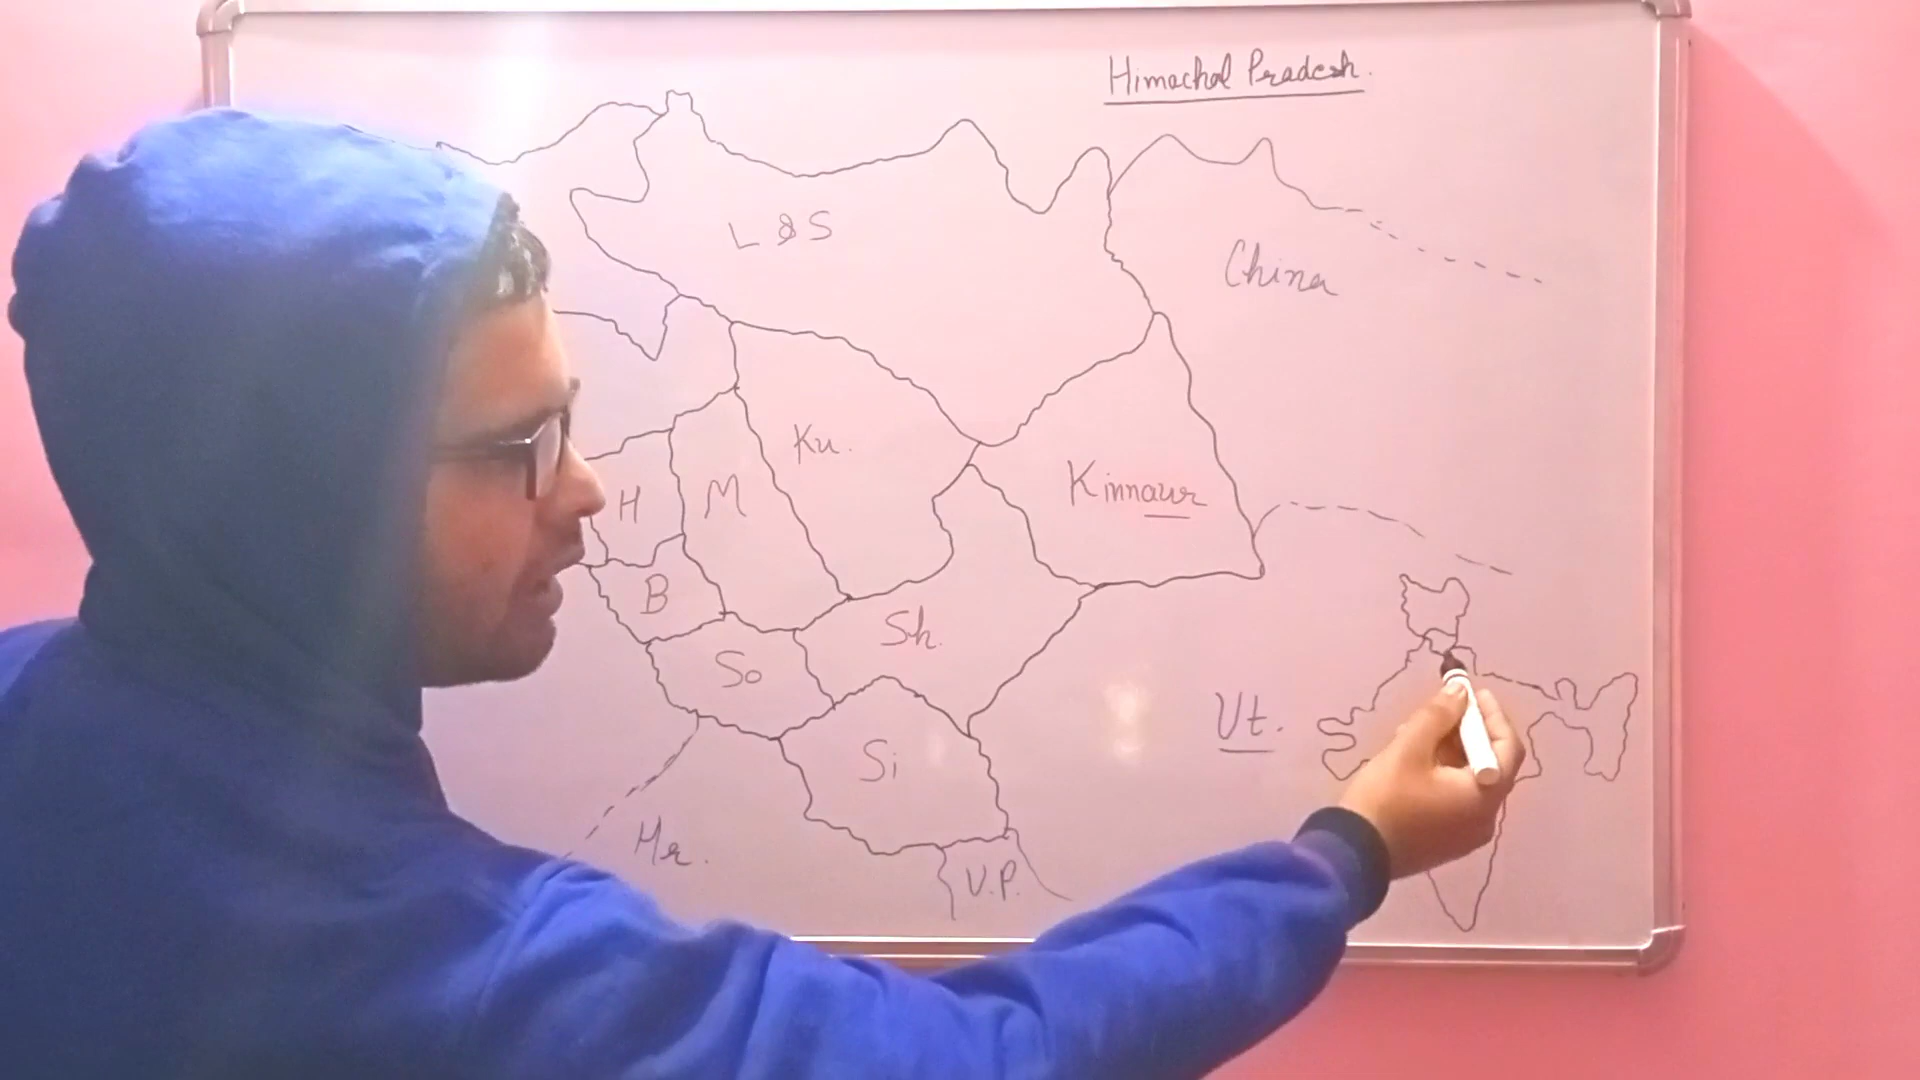 Himachal Pradesh.
L & S
China
Ku.
Kinnaur
H
M
B
Sh.
So
Ut.
Si
Hr.
U.P.